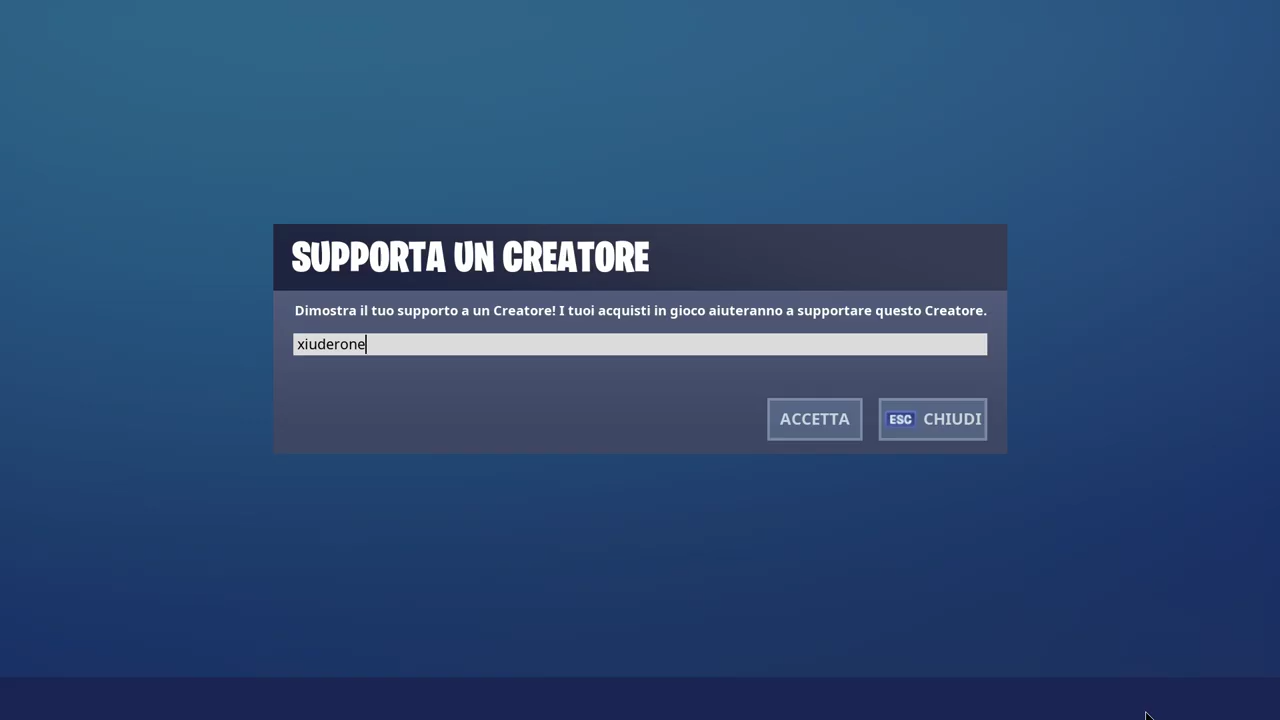 SUPPORTA UN CREATORE
Dimostra il tuo supporto a un Creatore! I tuoi acquisti in gioco aiuteranno a supportare questo Creatore.
xiuderone
ACCETTA
ESC CHIUDI